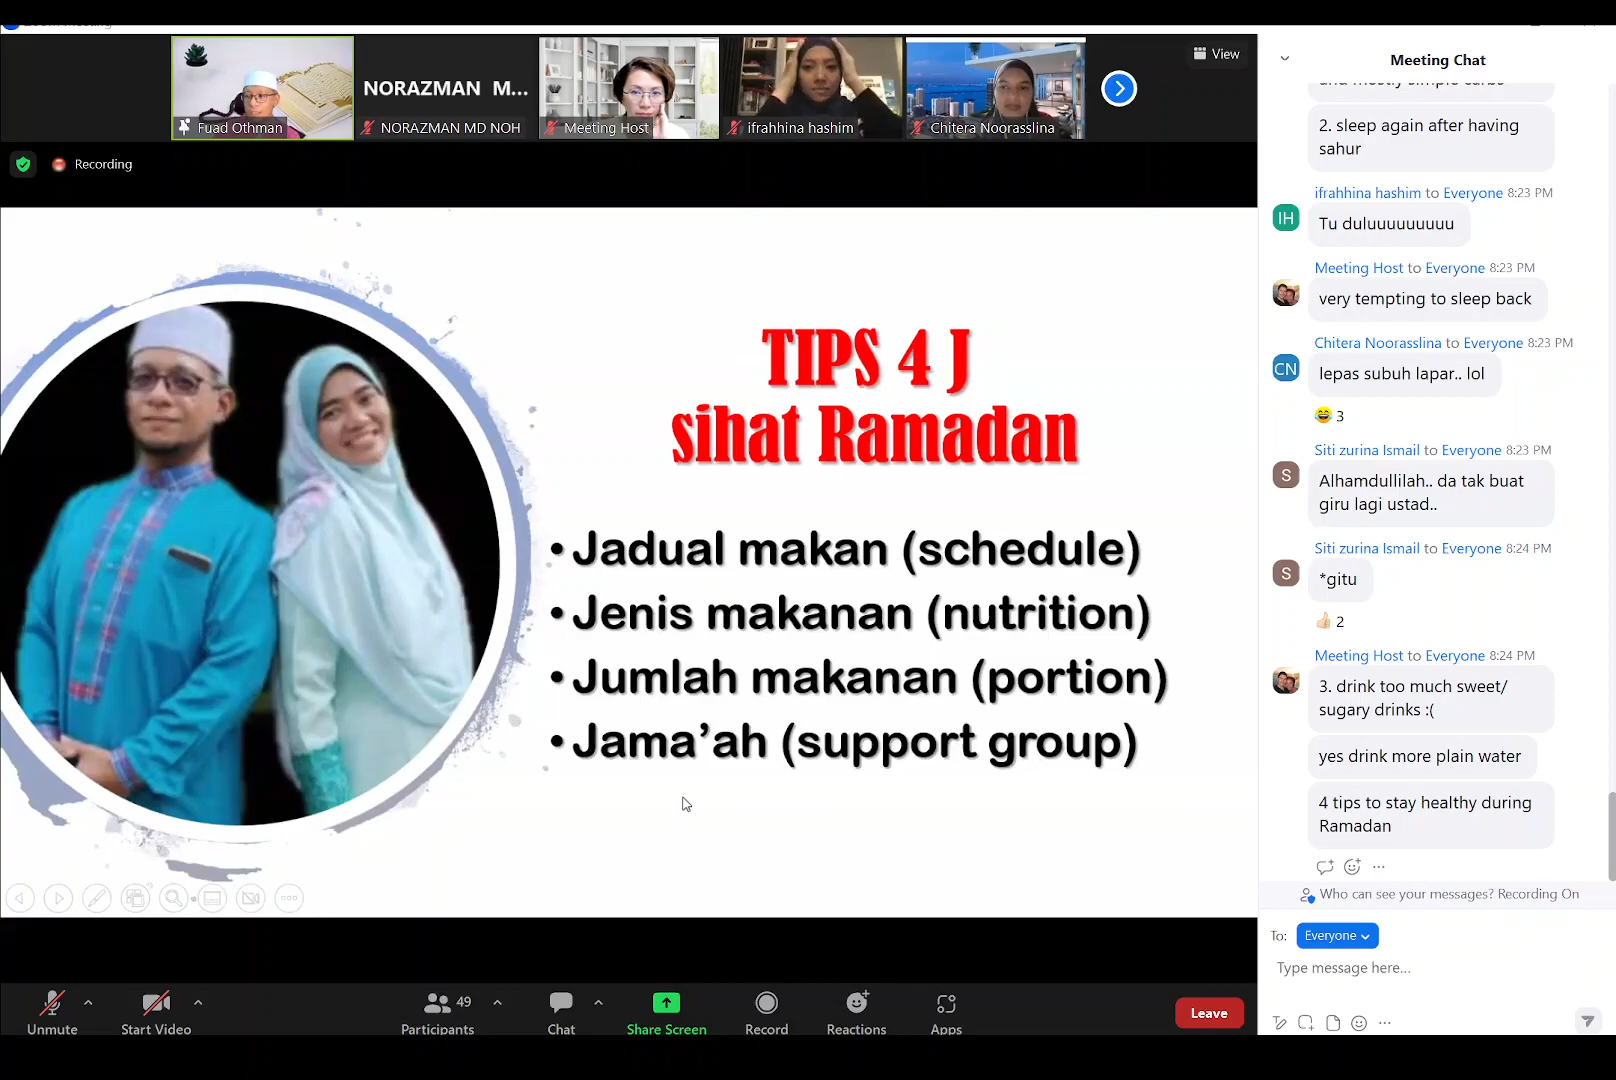 View
NORAZMAN M...
Fuad Othman
NORAZMAN MD NOH
Meeting Host
ifrahhina hashim
Chitera Noorasslina
Recording
TIPS 4 J
sihat Ramadan
• Jadual makan (schedule)
• Jenis makanan (nutrition)
• Jumlah makanan (portion)
• Jama’ah (support group)
Unmute
Start Video
49
Participants
Chat
Share Screen
Record
Reactions
Apps
Leave
Meeting Chat
2. sleep again after having
sahur
ifrahhina hashim to Everyone 8:23 PM
IH
Tu duluuuuuuuuu
Meeting Host to Everyone 8:23 PM
very tempting to sleep back
Chitera Noorasslina to Everyone 8:23 PM
CN
lepas subuh lapar.. lol
😂 3
Siti zurina Ismail to Everyone 8:23 PM
S
Alhamdullilah.. da tak buat
giru lagi ustad..
Siti zurina Ismail to Everyone 8:24 PM
S
*gitu
👍🏻 2
Meeting Host to Everyone 8:24 PM
3. drink too much sweet/
sugary drinks :(
yes drink more plain water
4 tips to stay healthy during
Ramadan
Who can see your messages? Recording On
To: Everyone
Type message here...